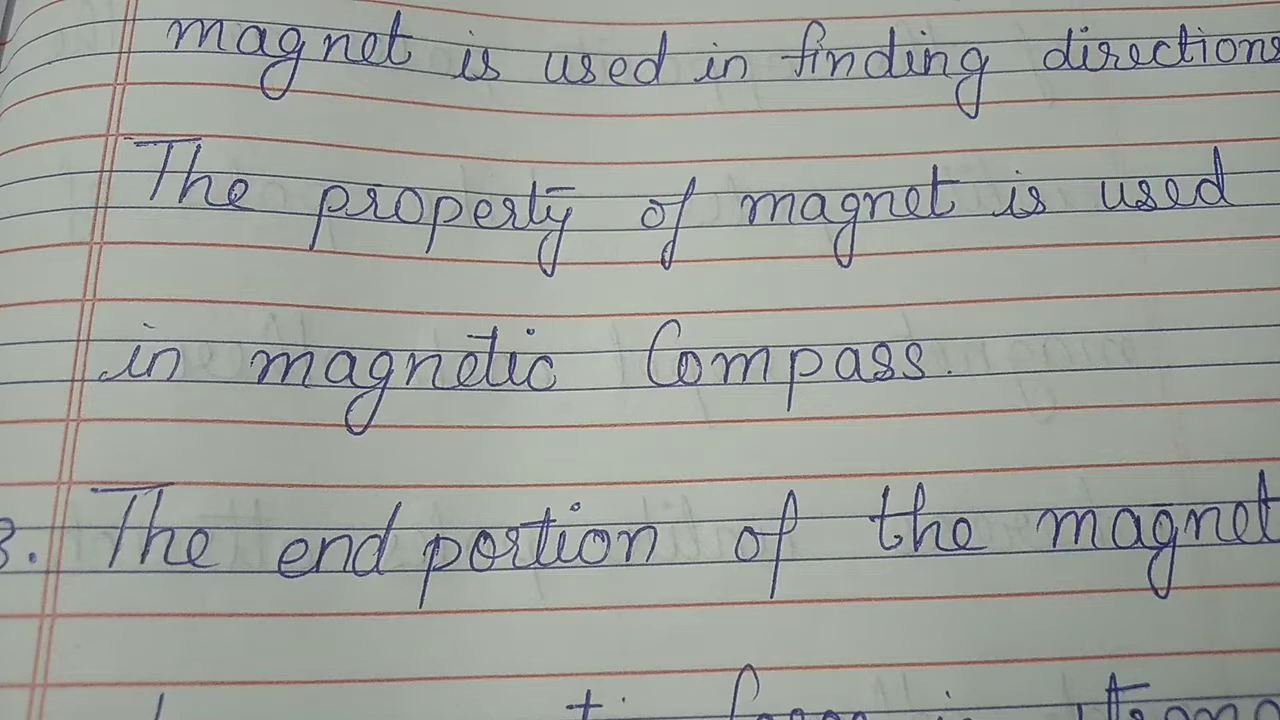 magnet is used in finding directions
The property of magnet is used
in magnetic Compass.
3. The end portion of the magnet